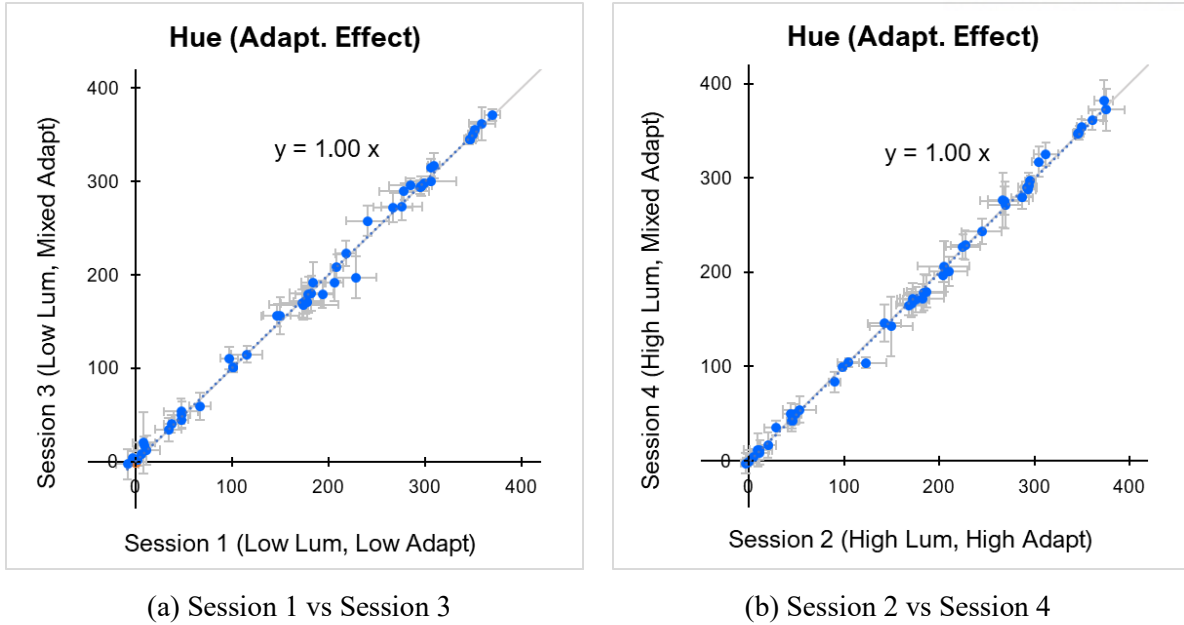 Hue (Adapt. Effect)
400
300
200
100
0
y = 1.00 x
0
100
200
300
400
Session 3 (Low Lum, Mixed Adapt)
Session 1 (Low Lum, Low Adapt)
(a) Session 1 vs Session 3
Hue (Adapt. Effect)
400
300
200
100
0
y = 1.00 x
0
100
200
300
400
Session 4 (High Lum, Mixed Adapt)
Session 2 (High Lum, High Adapt)
(b) Session 2 vs Session 4